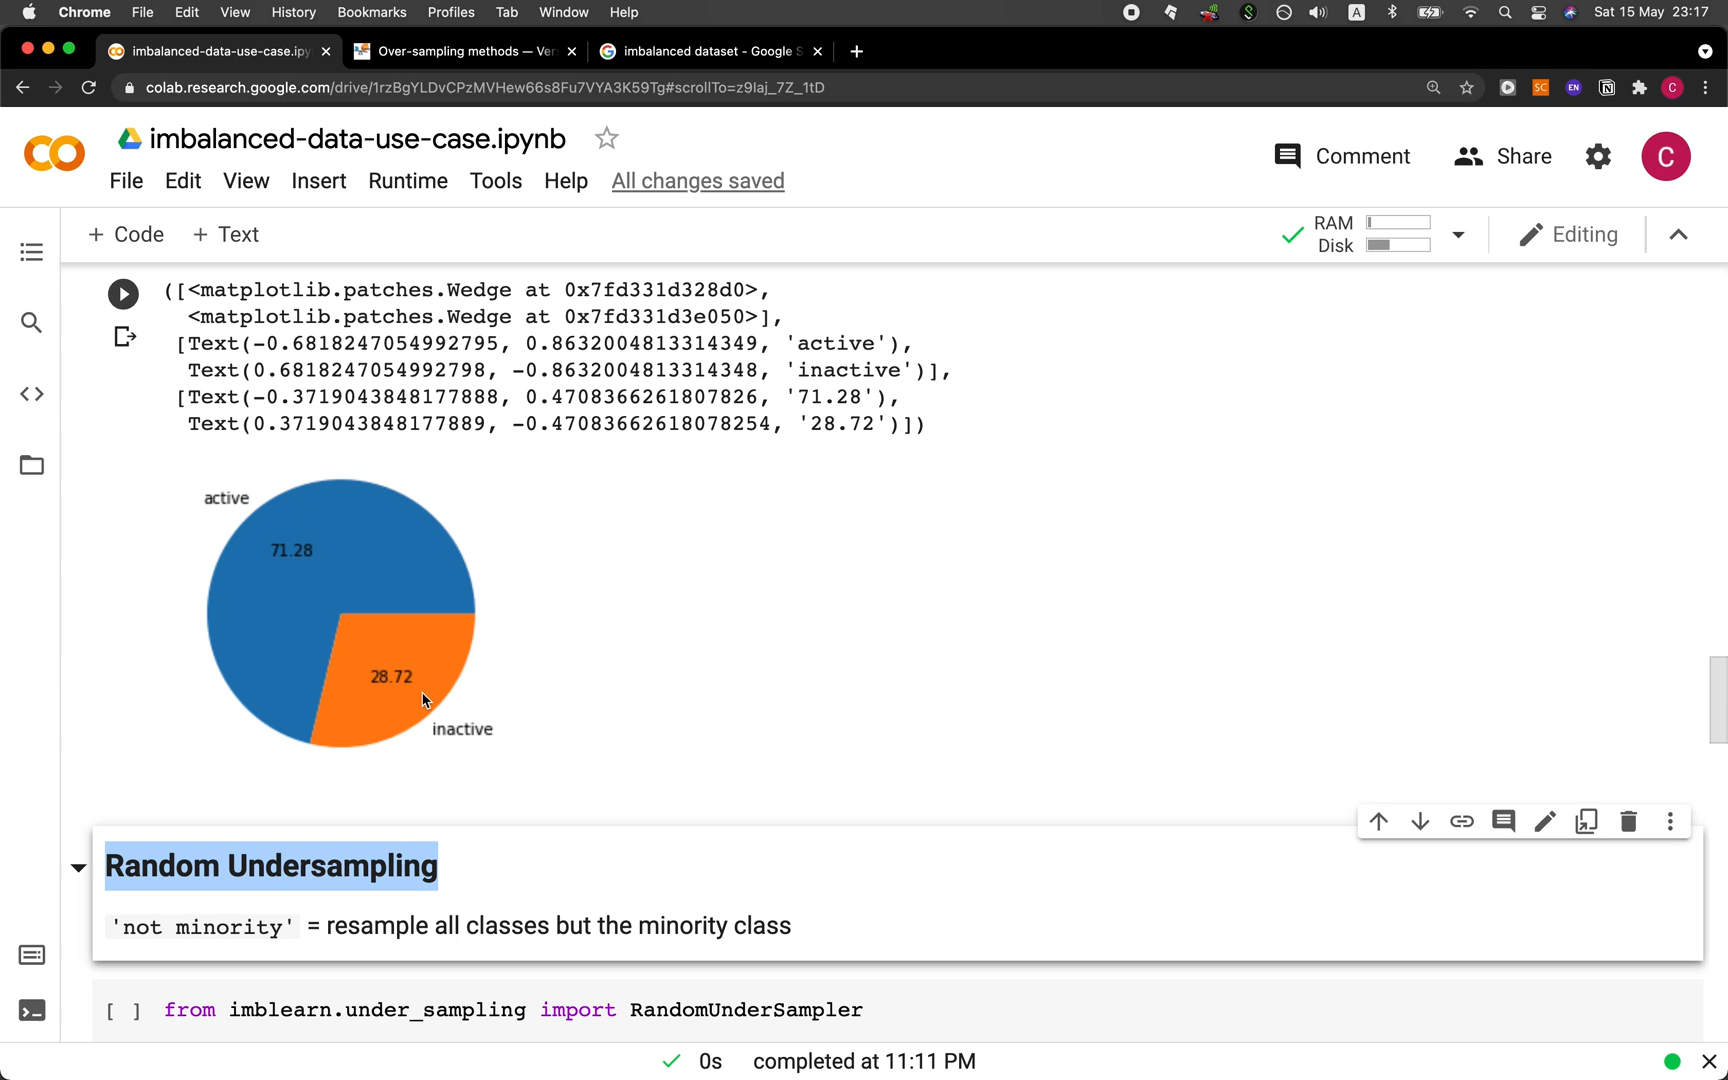 Chrome File Edit View History Bookmarks Profiles Tab Window Help A Sat 15 May 23:17
imbalanced-data-use-case.ipy Over-sampling methods — Ver imbalanced dataset - Google S
colab.research.google.com/drive/1rzBgYLDvCPzMVHew66s8Fu7VYA3K59Tg#scrollTo=z9Iaj_7Z_1tD SC EN C
imbalanced-data-use-case.ipynb
Comment Share C
File Edit View Insert Runtime Tools Help All changes saved
+ Code + Text RAM Disk Editing
([<matplotlib.patches.Wedge at 0x7fd331d328d0>,
<matplotlib.patches.Wedge at 0x7fd331d3e050>],
[Text(-0.6818247054992795, 0.8632004813314349, 'active'),
Text(0.6818247054992798, -0.8632004813314348, 'inactive')],
[Text(-0.3719043848177888, 0.4708366261807826, '71.28'),
Text(0.3719043848177889, -0.47083662618078254, '28.72')])
active
71.28
28.72
inactive
Random Undersampling
'not minority' = resample all classes but the minority class
[ ] from imblearn.under_sampling import RandomUnderSampler
0s completed at 11:11 PM